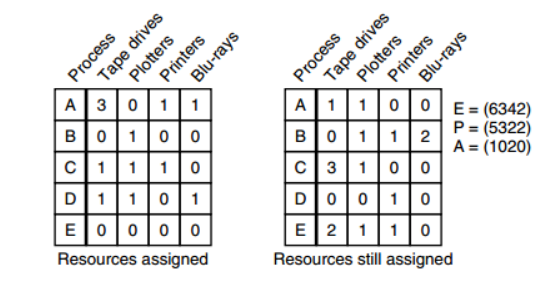 Process Tape drives Plotters Printers Blu-rays
A 3 0 1 1
B 0 1 0 0
C 1 1 1 0
D 1 1 0 1
E 0 0 0 0
Resources assigned
Process Tape drives Plotters Printers Blu-rays
A 1 1 0 0
B 0 1 1 2
C 3 1 0 0
D 0 0 1 0
E 2 1 1 0
Resources still assigned
E = (6342)
P = (5322)
A = (1020)